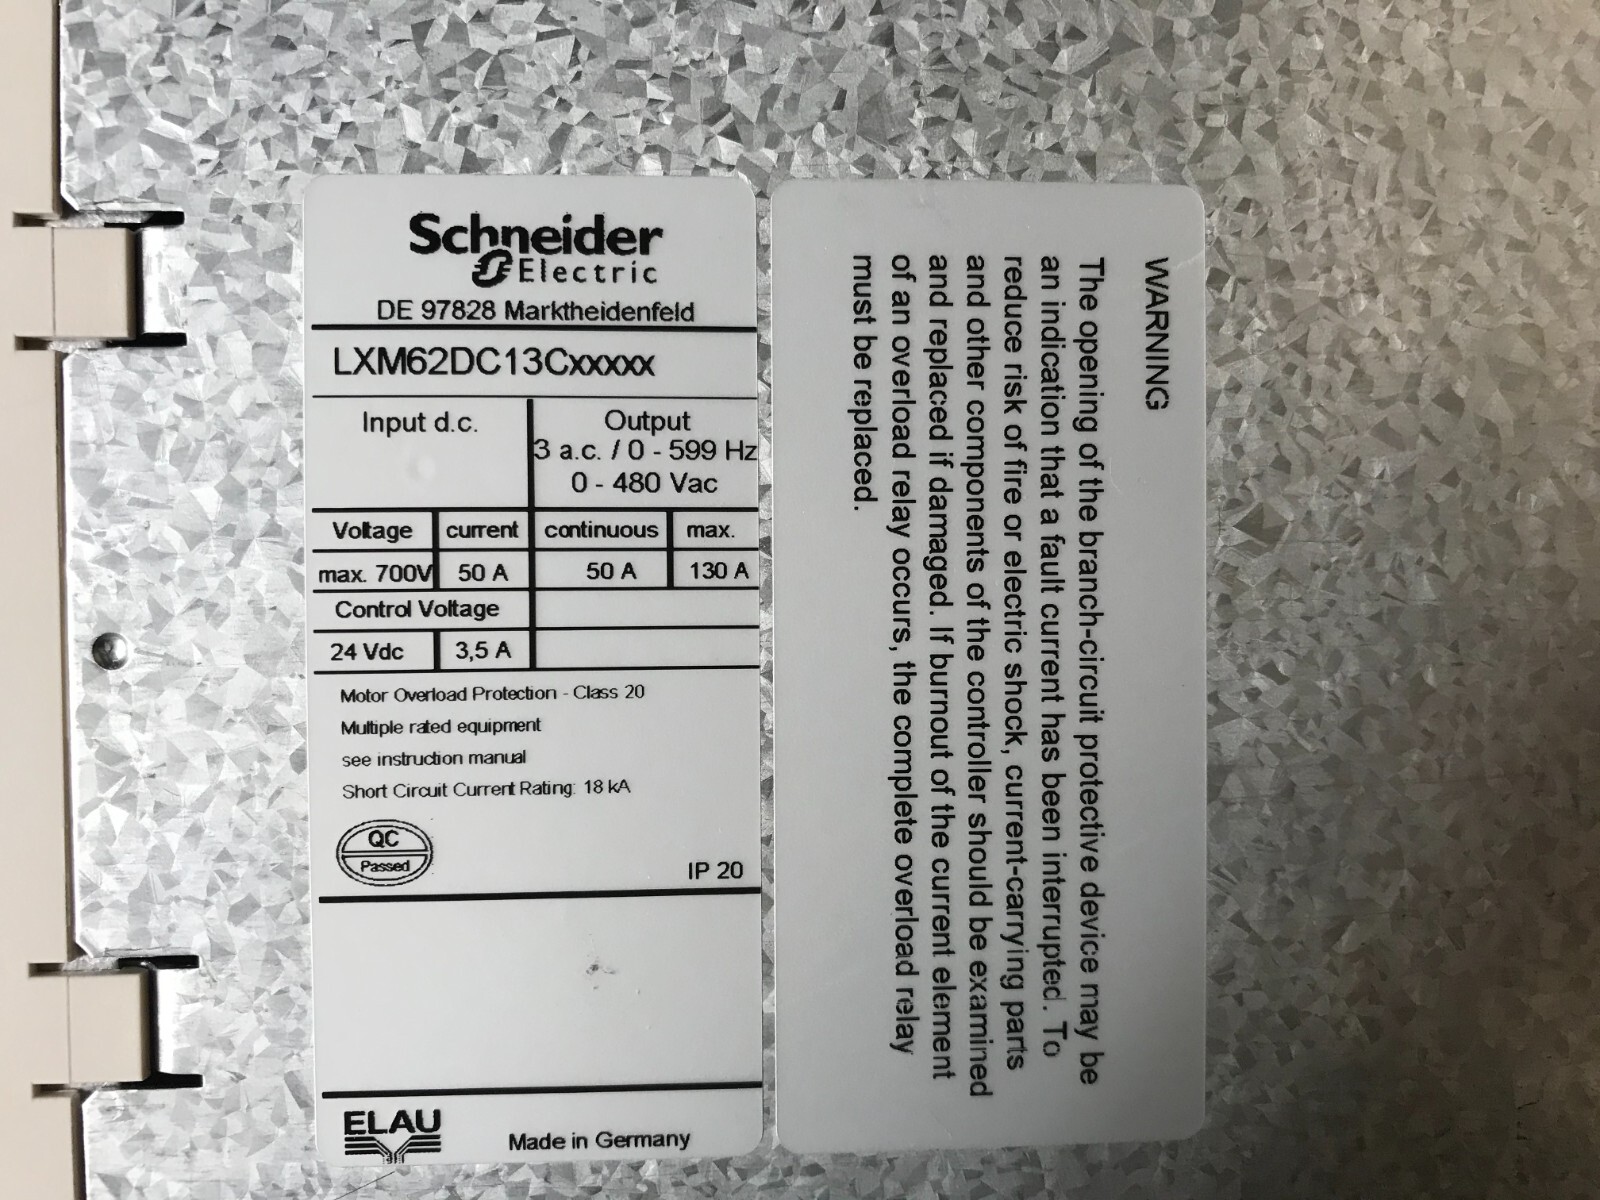 Schneider
Electric
DE 97828 Marktheidenfeld
LXM62DC13Cxxxxx
Input d.c.
Output
3 a.c. / 0 - 599 Hz
0 - 480 Vac
Voltage current continuous max.
max. 700V 50 A 50 A 130 A
Control Voltage
24 Vdc 3,5 A
Motor Overload Protection - Class 20
Multiple rated equipment
see instruction manual
Short Circuit Current Rating: 18 kA
QC
Passed
IP 20
ELAU
Made in Germany
WARNING
The opening of the branch-circuit protective device may be
an indication that a fault current has been interrupted. To
reduce risk of fire or electric shock, current-carrying parts
and other components of the controller should be examined
and replaced if damaged. If burnout of the current element
of an overload relay occurs, the complete overload relay
must be replaced.